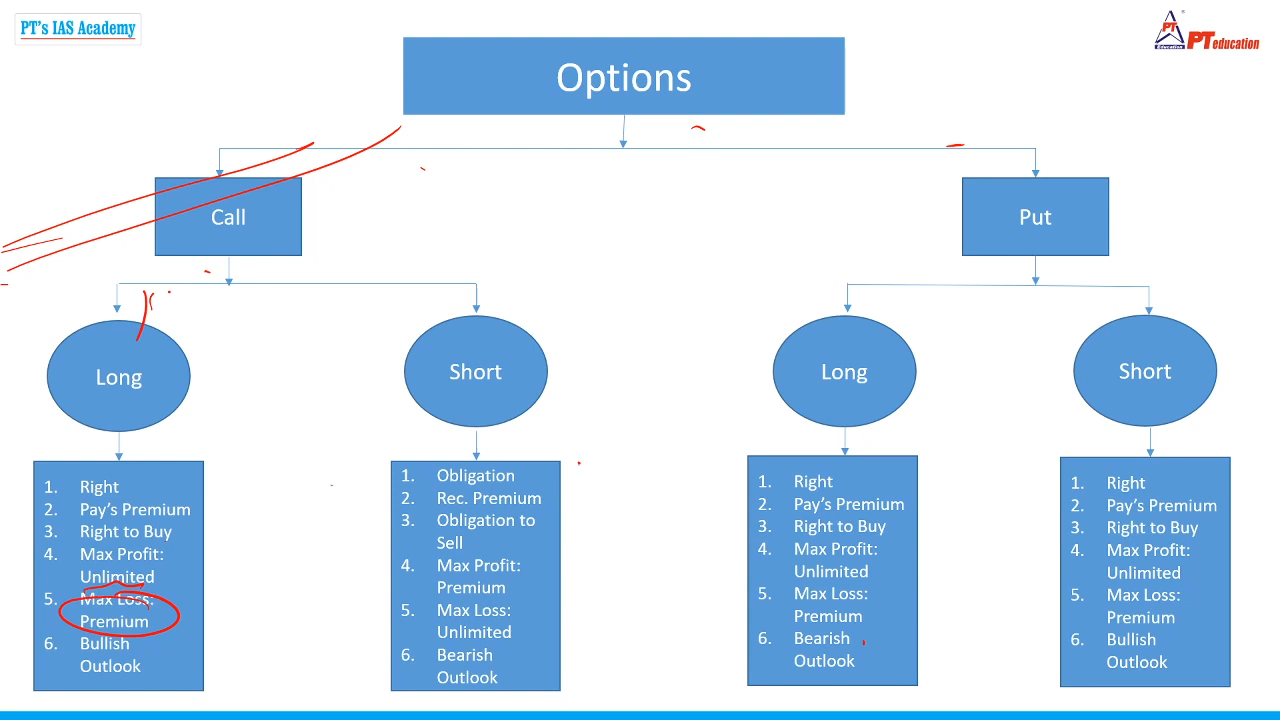 PT's IAS Academy
PT
Education
PT education
Options
Call
Put
Long
Short
Long
Short
1. Right
2. Pay's Premium
3. Right to Buy
4. Max Profit:
Unlimited
5. Max Loss:
Premium
6. Bullish
Outlook
1. Obligation
2. Rec. Premium
3. Obligation to
Sell
4. Max Profit:
Premium
5. Max Loss:
Unlimited
6. Bearish
Outlook
1. Right
2. Pay's Premium
3. Right to Buy
4. Max Profit:
Unlimited
5. Max Loss:
Premium
6. Bearish
Outlook
1. Right
2. Pay's Premium
3. Right to Buy
4. Max Profit:
Unlimited
5. Max Loss:
Premium
6. Bullish
Outlook